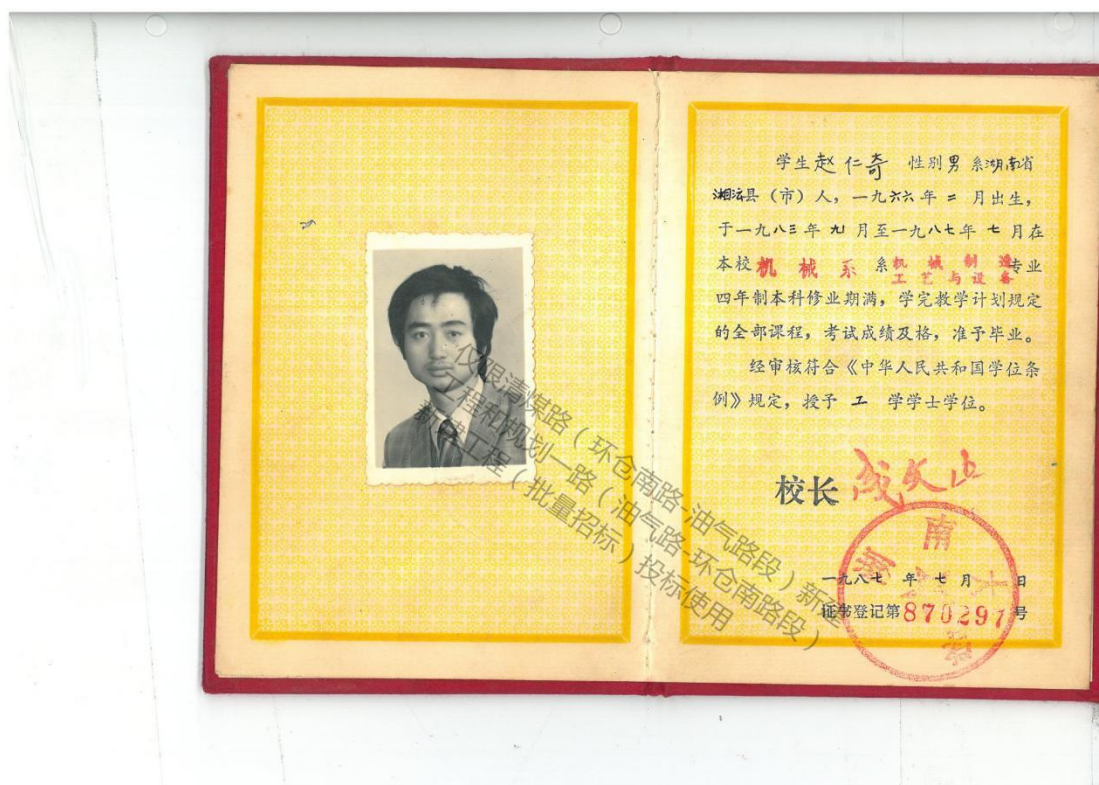 学生赵仁奇 性别男 系湖南省
湘沄县（市）人，一九六六年二月出生，
于一九八三年九月至一九八七年七月在
本校机械系系机械制造工艺与设备专业
四年制本科修业期满，学完教学计划规定
的全部课程，考试成绩及格，准予毕业。
经审核符合《中华人民共和国学位条
例》规定，授予工学学士学位。
校长 成文山
湖南大学
一九八七年七月 日
证书登记第870297号
仅限清煤路（环仓南路-油气路段）新建
工程和规划一路（油气路-环仓南路段）
新建工程（批量招标）投标使用